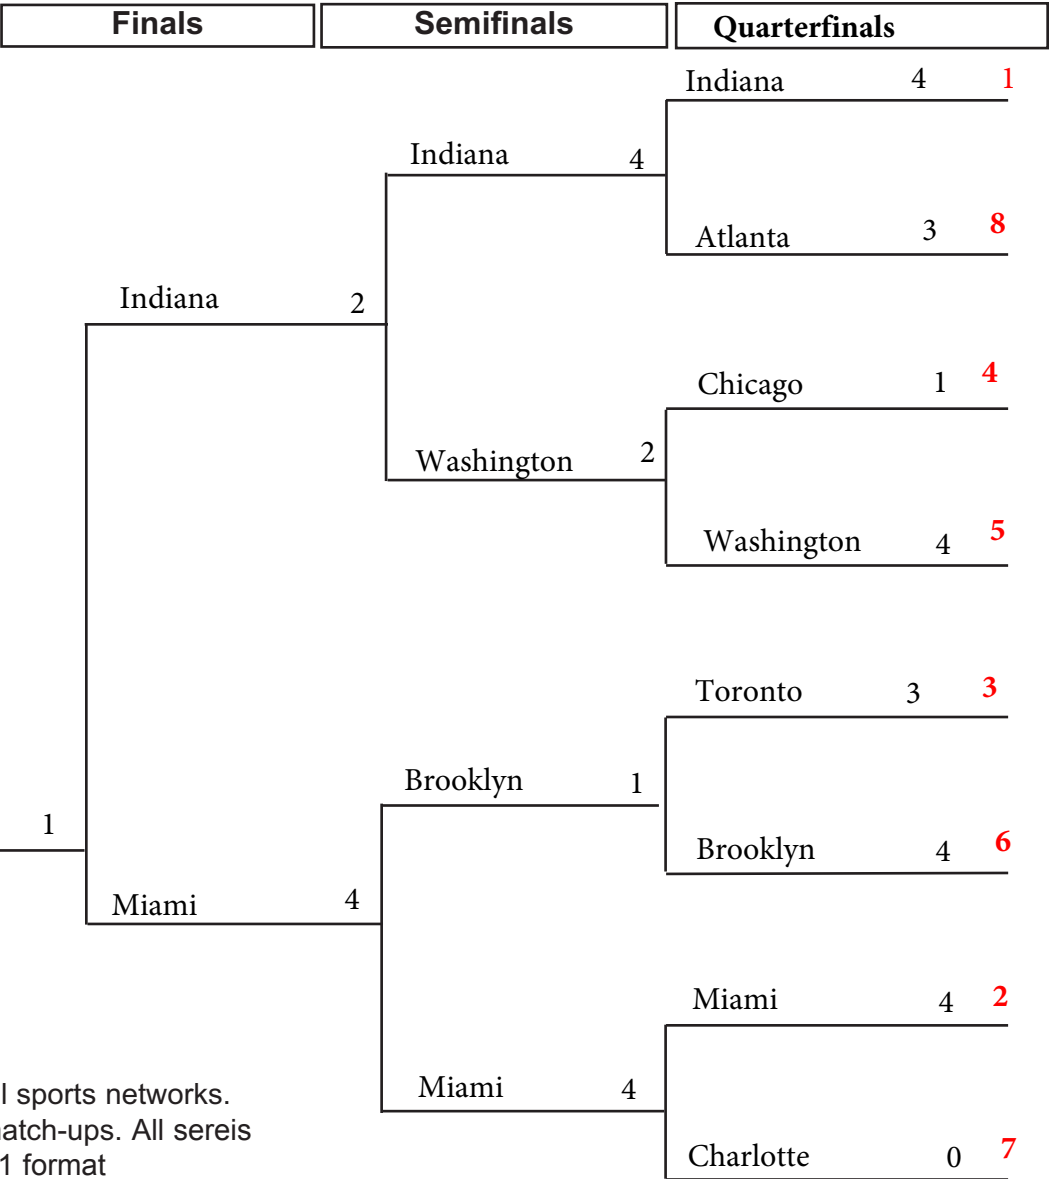 Finals Semifinals Quarterfinals
Indiana 4 1
Indiana 4
Atlanta 3 8
Indiana 2
Chicago 1 4
Washington 2
Washington 4 5
Toronto 3 3
Brooklyn 1
1
Brooklyn 4 6
Miami 4
Miami 4 2
Miami 4
l sports networks.
atch-ups. All sereis
1 format
Charlotte 0 7